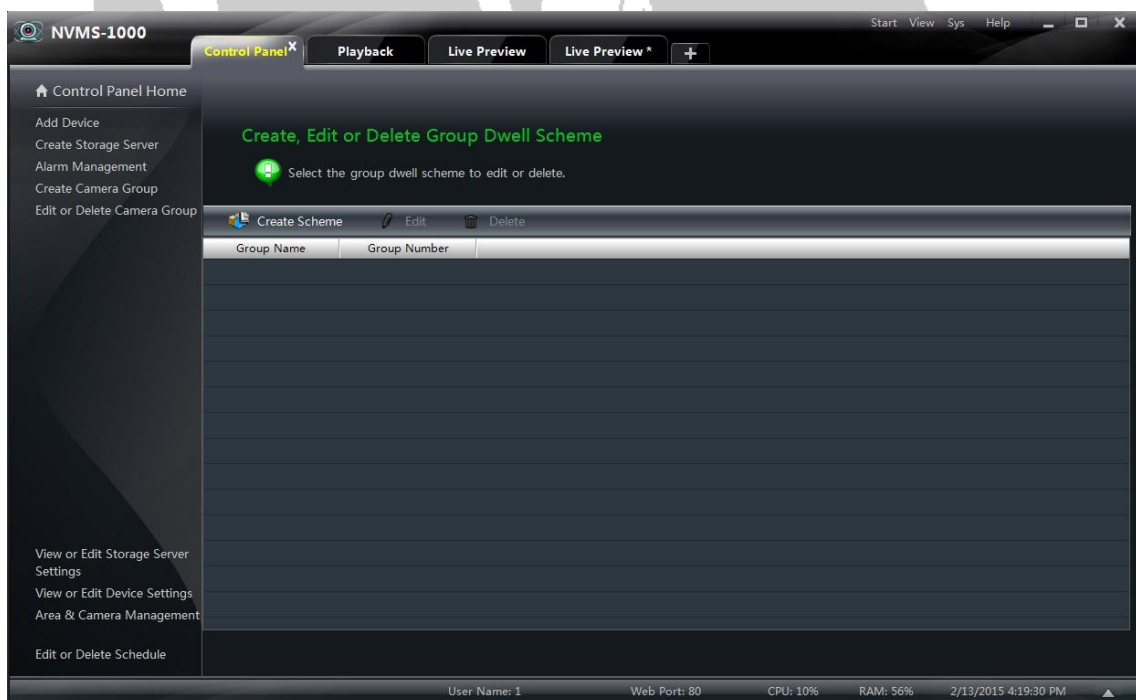 NVMS-1000
Start View Sys Help
Control Panel X Playback Live Preview Live Preview * +
Control Panel Home
Add Device
Create Storage Server
Alarm Management
Create Camera Group
Edit or Delete Camera Group
Create, Edit or Delete Group Dwell Scheme
Select the group dwell scheme to edit or delete.
Create Scheme Edit Delete
Group Name Group Number
View or Edit Storage Server
Settings
View or Edit Device Settings
Area & Camera Management
Edit or Delete Schedule
User Name: 1 Web Port: 80 CPU: 10% RAM: 56% 2/13/2015 4:19:30 PM